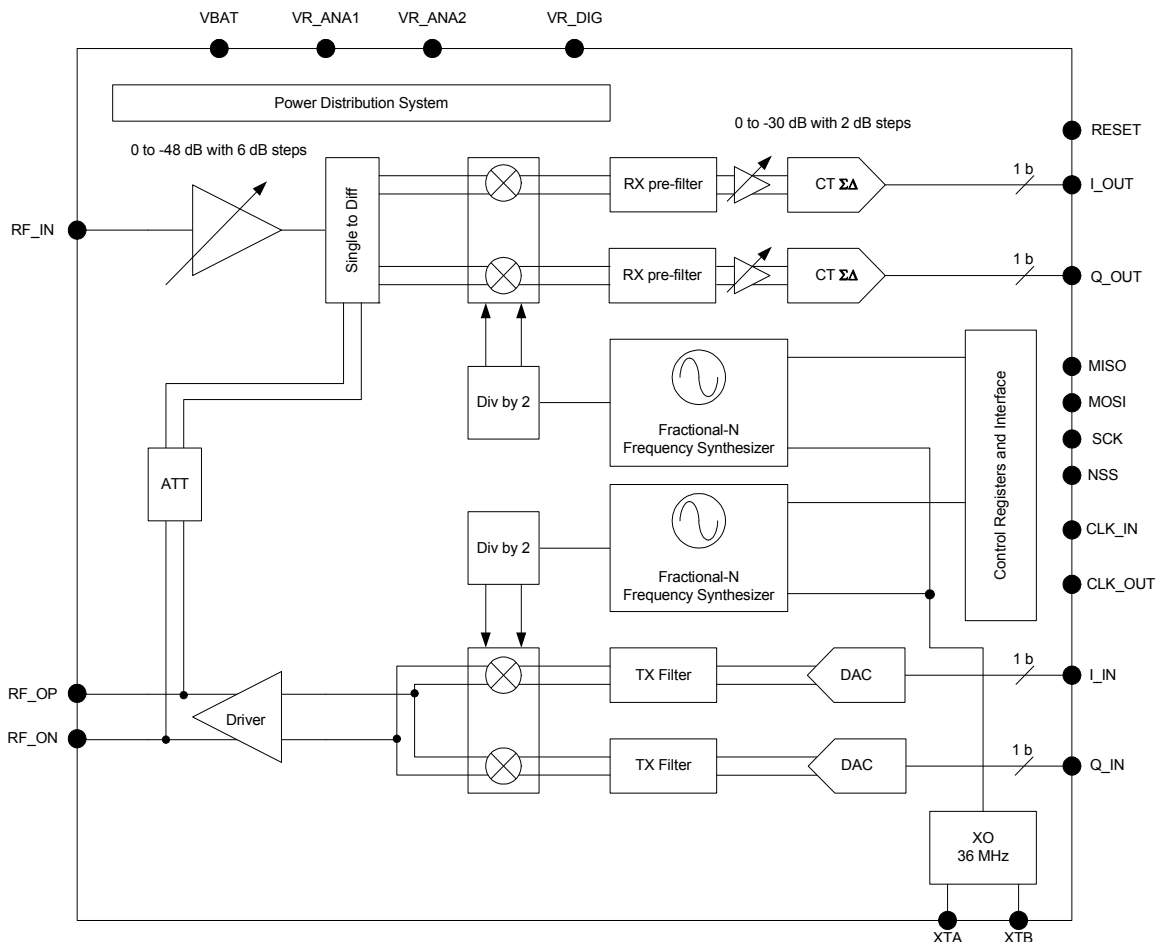 VBAT
VR_ANA1
VR_ANA2
VR_DIG
Power Distribution System
0 to -48 dB with 6 dB steps
0 to -30 dB with 2 dB steps
RESET
RF_IN
Single to Diff
RX pre-filter
CT ΣΔ
1 b
I_OUT
RX pre-filter
CT ΣΔ
1 b
Q_OUT
Div by 2
Fractional-N
Frequency Synthesizer
Control Registers and Interface
MISO
MOSI
SCK
NSS
CLK_IN
CLK_OUT
ATT
Div by 2
Fractional-N
Frequency Synthesizer
RF_OP
RF_ON
Driver
TX Filter
DAC
1 b
I_IN
TX Filter
DAC
1 b
Q_IN
XO
36 MHz
XTA
XTB